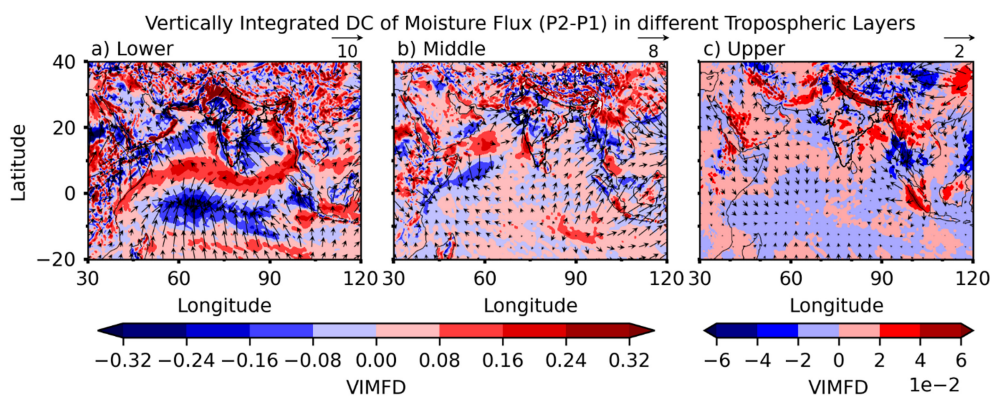 Vertically Integrated DC of Moisture Flux (P2-P1) in different Tropospheric Layers
a) Lower 10 b) Middle 8 c) Upper 2
40
20
0
−20
Latitude
30 60 90 120 30 60 90 120 30 60 90 120
Longitude Longitude Longitude
−0.32 −0.24 −0.16 −0.08 0.00 0.08 0.16 0.24 0.32 −6 −4 −2 0 2 4 6
1e−2
VIMFD VIMFD